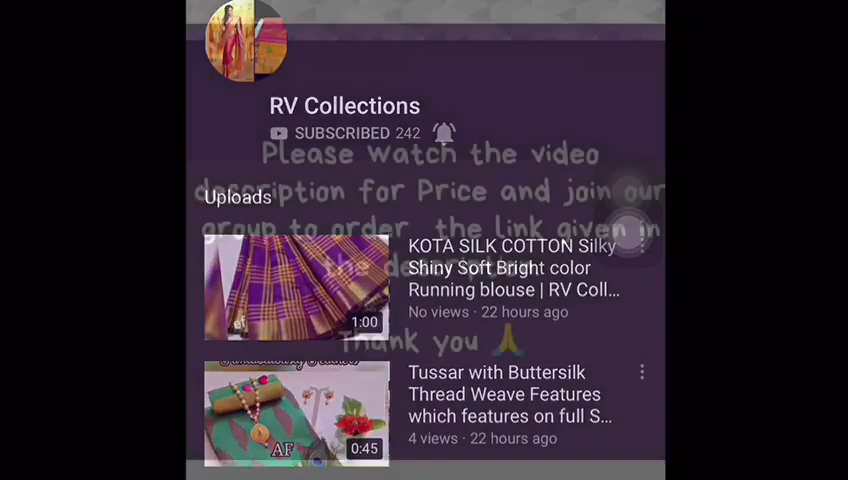 RV Collections
SUBSCRIBED 242
Please watch the video
description for Price and join our
Uploads
group to order the link given in
the description
KOTA SILK COTTON Silky
Shiny Soft Bright color
Running blouse | RV Coll...
No views · 22 hours ago
1:00
Thank you 🙏
Tussar with Buttersilk
Thread Weave Features
which features on full S...
4 views · 22 hours ago
AF
0:45